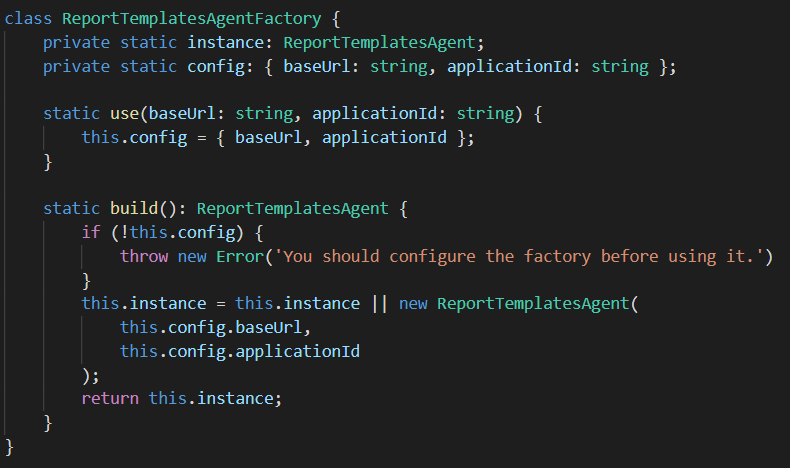 class ReportTemplatesAgentFactory {
    private static instance: ReportTemplatesAgent;
    private static config: { baseUrl: string, applicationId: string };

    static use(baseUrl: string, applicationId: string) {
        this.config = { baseUrl, applicationId };
    }

    static build(): ReportTemplatesAgent {
        if (!this.config) {
            throw new Error('You should configure the factory before using it.')
        }
        this.instance = this.instance || new ReportTemplatesAgent(
            this.config.baseUrl,
            this.config.applicationId
        );
        return this.instance;
    }
}